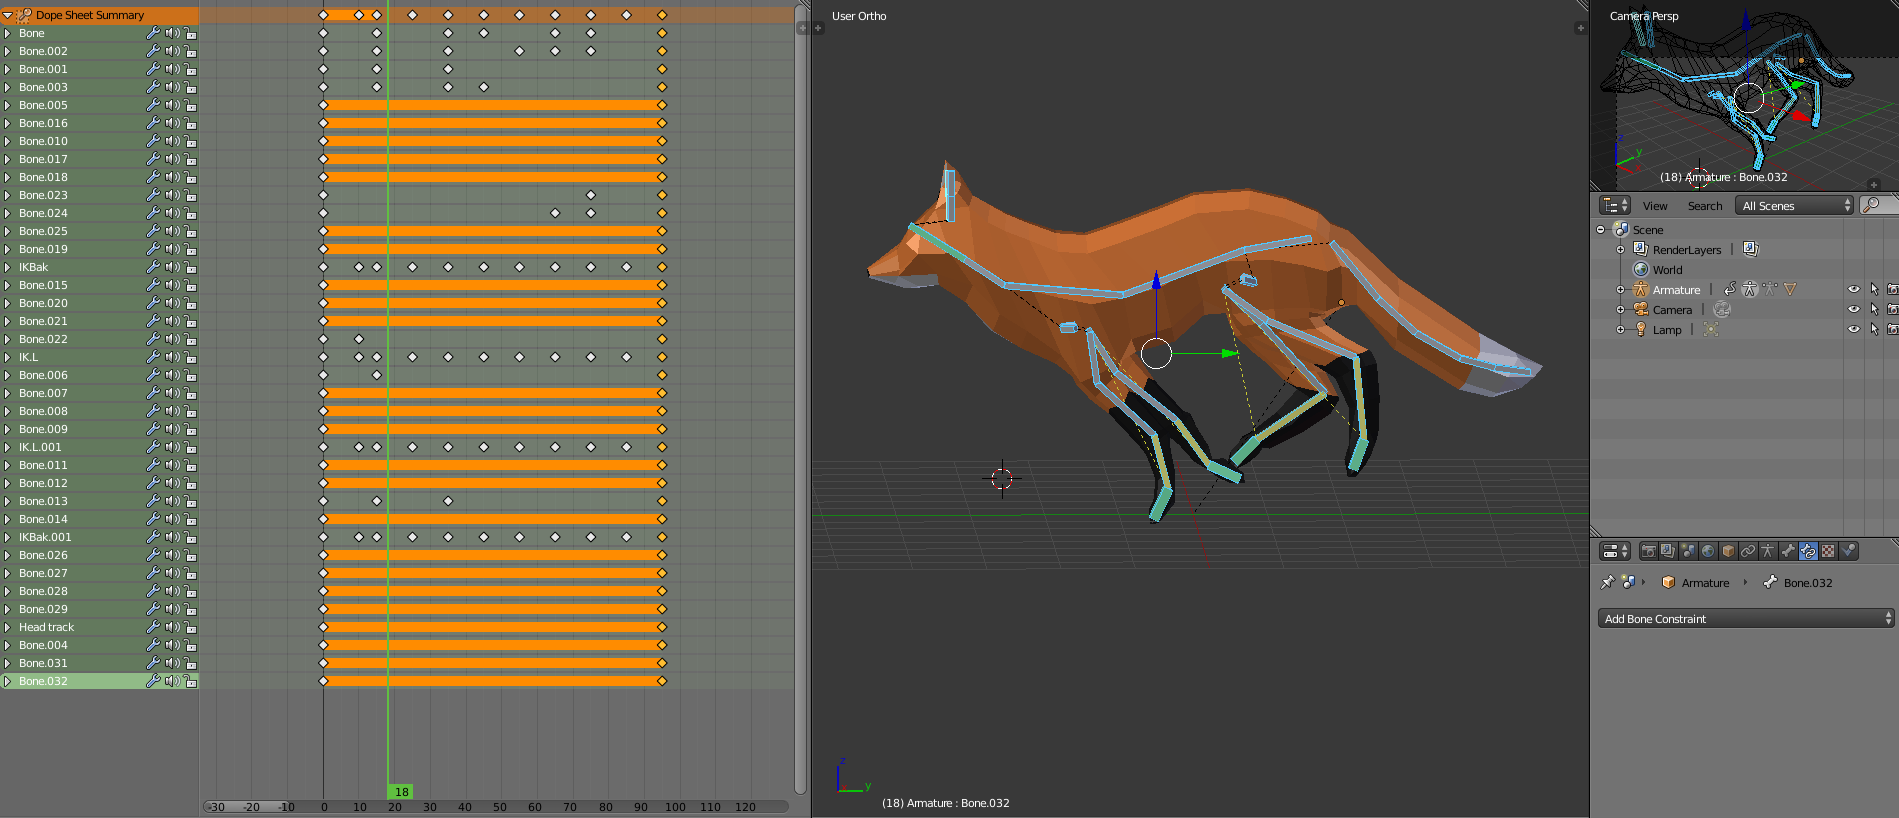 Dope Sheet Summary
Bone
Bone.002
Bone.001
Bone.003
Bone.005
Bone.016
Bone.010
Bone.017
Bone.018
Bone.023
Bone.024
Bone.025
Bone.019
IKBak
Bone.015
Bone.020
Bone.021
Bone.022
IK.L
Bone.006
Bone.007
Bone.008
Bone.009
IK.L.001
Bone.011
Bone.012
Bone.013
Bone.014
IKBak.001
Bone.026
Bone.027
Bone.028
Bone.029
Head track
Bone.004
Bone.031
Bone.032
18
-30 -20 -10 0 10 20 30 40 50 60 70 80 90 100 110 120
User Ortho
z
y
(18) Armature : Bone.032
Camera Persp
z
y
(18) Armature : Bone.032
View Search All Scenes
Scene
RenderLayers
World
Armature
Camera
Lamp
Armature Bone.032
Add Bone Constraint